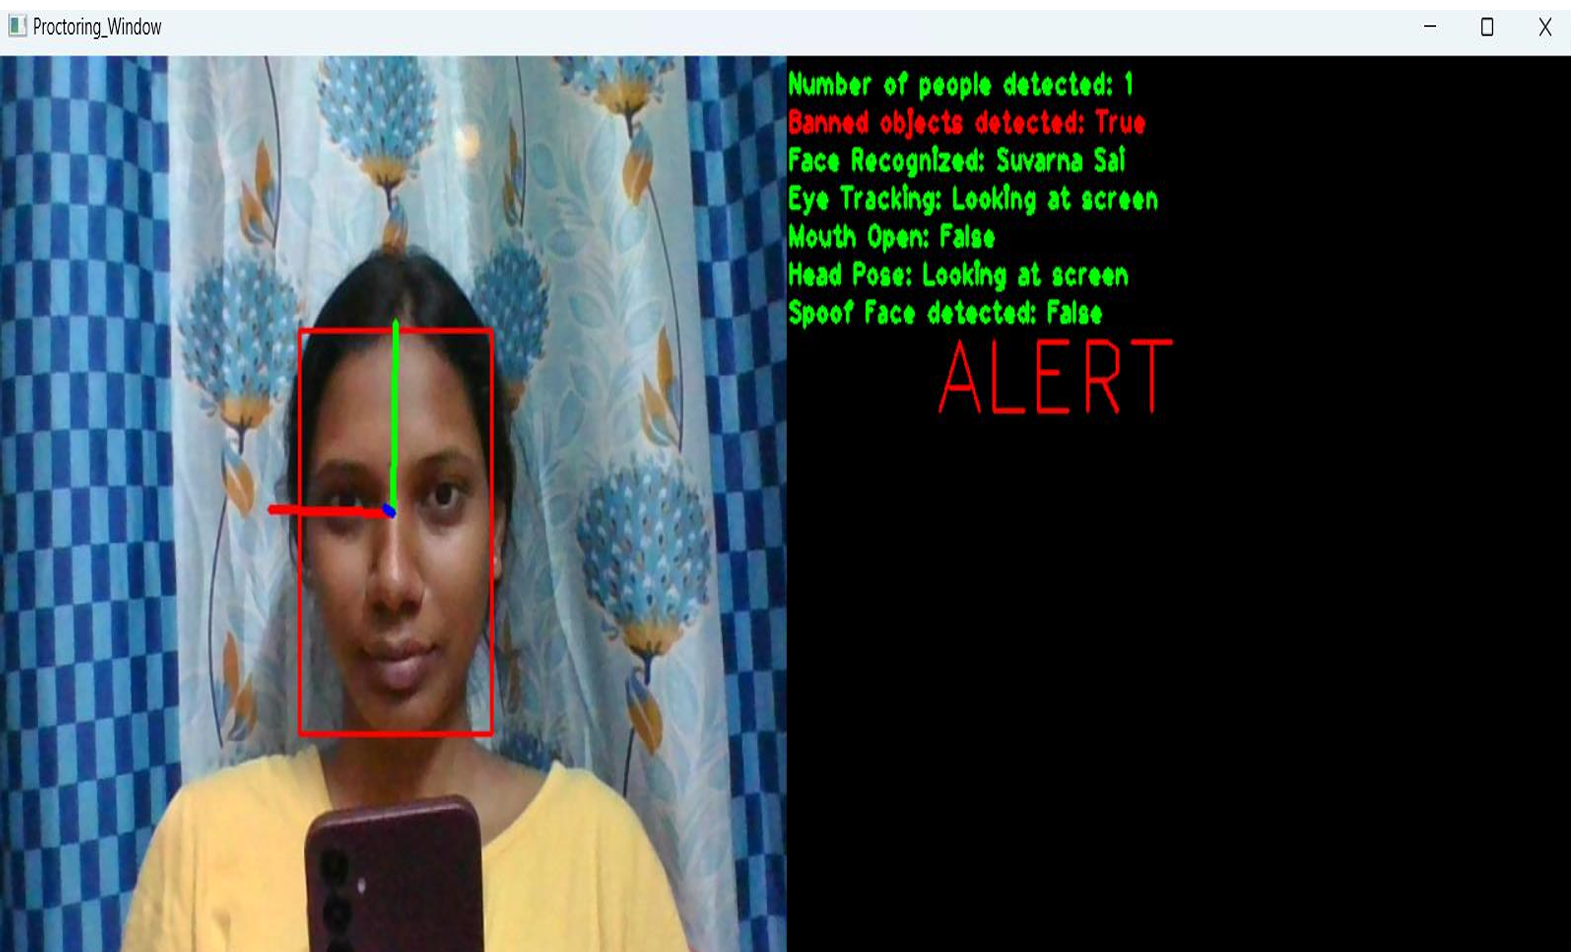 Proctoring_Window
Number of people detected: 1
Banned objects detected: True
Face Recognized: Suvarna Sai
Eye Tracking: Looking at screen
Mouth Open: False
Head Pose: Looking at screen
Spoof Face detected: False
ALERT